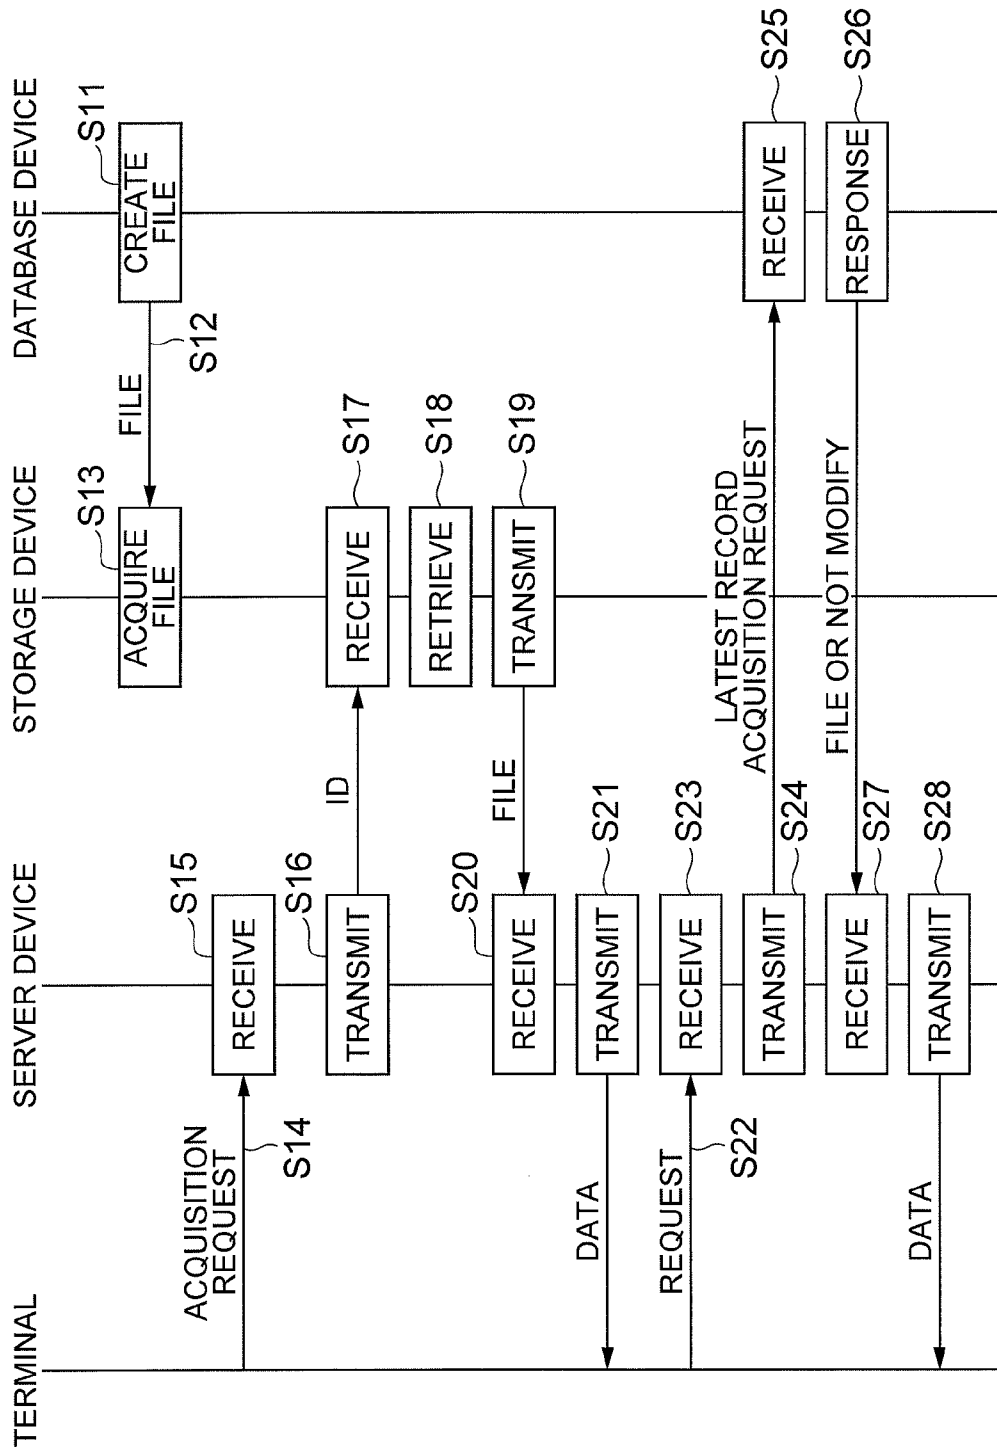 TERMINAL
SERVER DEVICE
STORAGE DEVICE
DATABASE DEVICE
CREATE
FILE
S11
FILE
S12
ACQUIRE
FILE
S13
ACQUISITION
REQUEST
S14
RECEIVE
S15
TRANSMIT
S16
ID
RECEIVE
S17
RETRIEVE
S18
TRANSMIT
S19
FILE
RECEIVE
S20
TRANSMIT
S21
DATA
REQUEST
S22
RECEIVE
S23
TRANSMIT
S24
LATEST RECORD
ACQUISITION REQUEST
RECEIVE
S25
RESPONSE
S26
FILE OR NOT MODIFY
RECEIVE
S27
TRANSMIT
S28
DATA